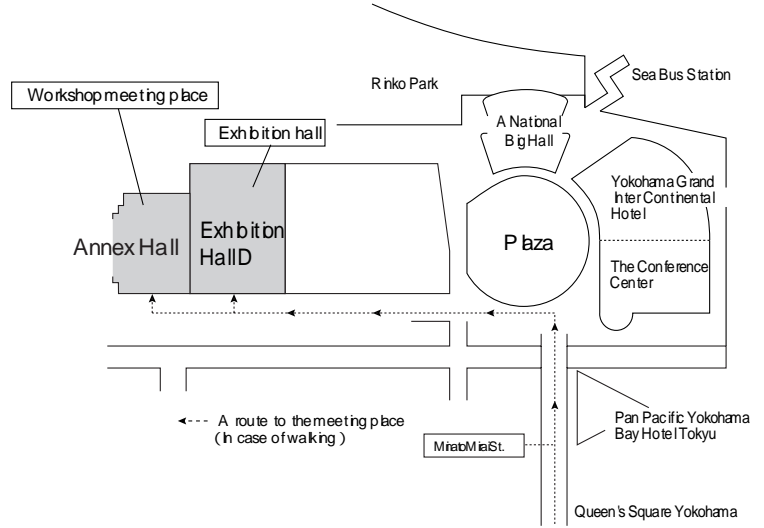 Rinko Park
Sea Bus Station
Workshop meeting place
A National
Big Hall
Exhibition hall
Yokohama Grand
Inter Continental
Hotel
Annex Hall
Exhibition
Hall D
Plaza
The Conference
Center
A route to the meeting place
( In case of walking )
Pan Pacific Yokohama
Bay Hotel Tokyu
Minato Mirai St.
Queen's Square Yokohama